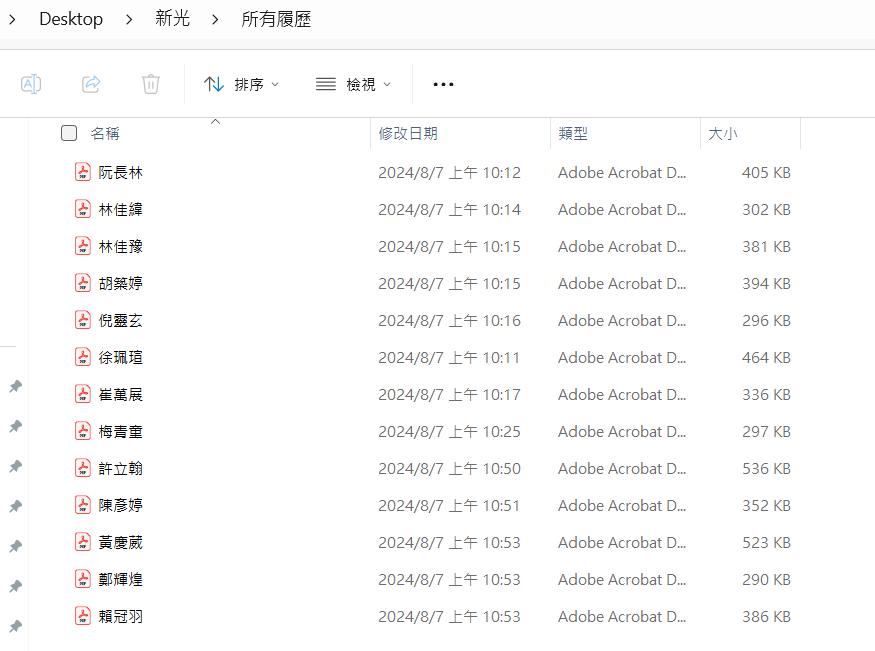 Desktop 新光 所有履歷
排序 檢視
名稱 修改日期 類型 大小
阮長林 2024/8/7 上午 10:12 Adobe Acrobat D... 405 KB
林佳緯 2024/8/7 上午 10:14 Adobe Acrobat D... 302 KB
林佳豫 2024/8/7 上午 10:15 Adobe Acrobat D... 381 KB
胡築婷 2024/8/7 上午 10:15 Adobe Acrobat D... 394 KB
倪靈玄 2024/8/7 上午 10:16 Adobe Acrobat D... 296 KB
徐珮瑄 2024/8/7 上午 10:11 Adobe Acrobat D... 464 KB
崔萬展 2024/8/7 上午 10:17 Adobe Acrobat D... 336 KB
梅青童 2024/8/7 上午 10:25 Adobe Acrobat D... 297 KB
許立翰 2024/8/7 上午 10:50 Adobe Acrobat D... 536 KB
陳彥婷 2024/8/7 上午 10:51 Adobe Acrobat D... 352 KB
黃慶葳 2024/8/7 上午 10:53 Adobe Acrobat D... 523 KB
鄭輝煌 2024/8/7 上午 10:53 Adobe Acrobat D... 290 KB
賴冠羽 2024/8/7 上午 10:53 Adobe Acrobat D... 386 KB